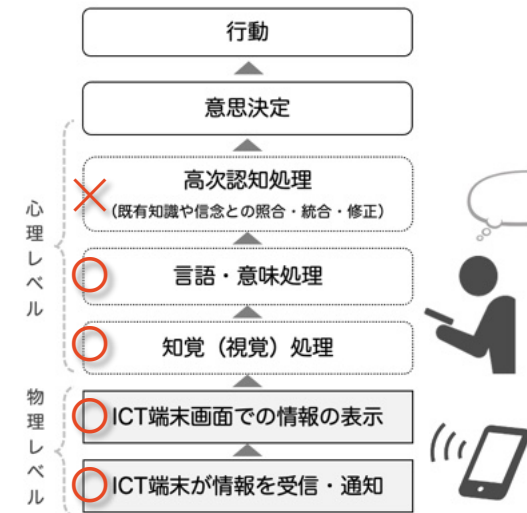 行動
意思決定
高次認知処理
(既有知識や信念との照合・統合・修正)
言語・意味処理
知覚（視覚）処理
ICT端末画面での情報の表示
ICT端末が情報を受信・通知
心理レベル
物理レベル